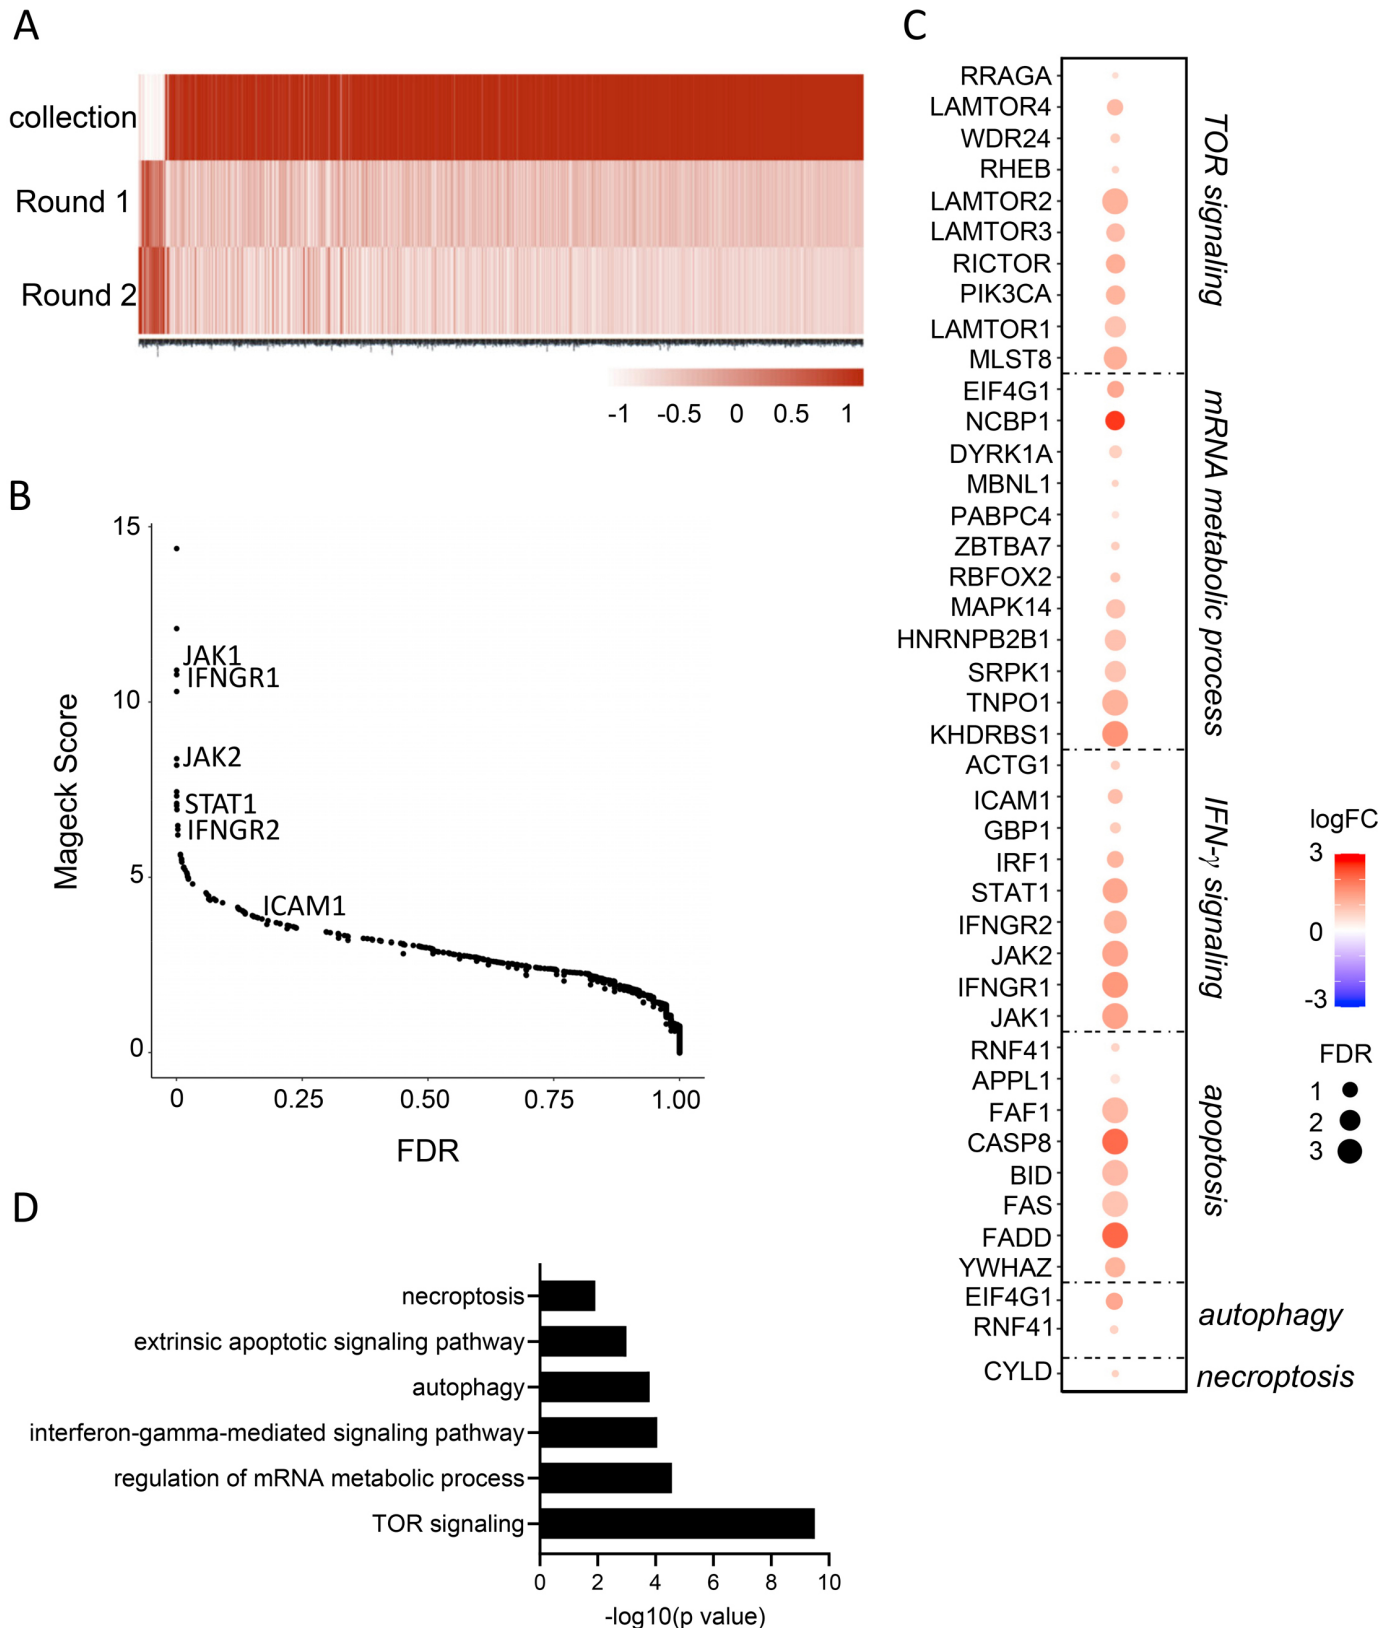 A
collection
Round 1
Round 2
-1 -0.5 0 0.5 1
B
15
10
5
0
Mageck Score
JAK1
IFNGR1
JAK2
STAT1
IFNGR2
ICAM1
0 0.25 0.50 0.75 1.00
FDR
C
RRAGA
LAMTOR4
WDR24
RHEB
LAMTOR2
LAMTOR3
RICTOR
PIK3CA
LAMTOR1
MLST8
TOR signaling
EIF4G1
NCBP1
DYRK1A
MBNL1
PABPC4
ZBTBA7
RBFOX2
MAPK14
HNRNPB2B1
SRPK1
TNPO1
KHDRBS1
mRNA metabolic process
ACTG1
ICAM1
GBP1
IRF1
STAT1
IFNGR2
JAK2
IFNGR1
JAK1
IFN-γ signaling
RNF41
APPL1
FAF1
CASP8
BID
FAS
FADD
YWHAZ
apoptosis
EIF4G1
RNF41
autophagy
CYLD
necroptosis
logFC
3
0
-3
FDR
1
2
3
D
necroptosis
extrinsic apoptotic signaling pathway
autophagy
interferon-gamma-mediated signaling pathway
regulation of mRNA metabolic process
TOR signaling
0 2 4 6 8 10
-log10(p value)